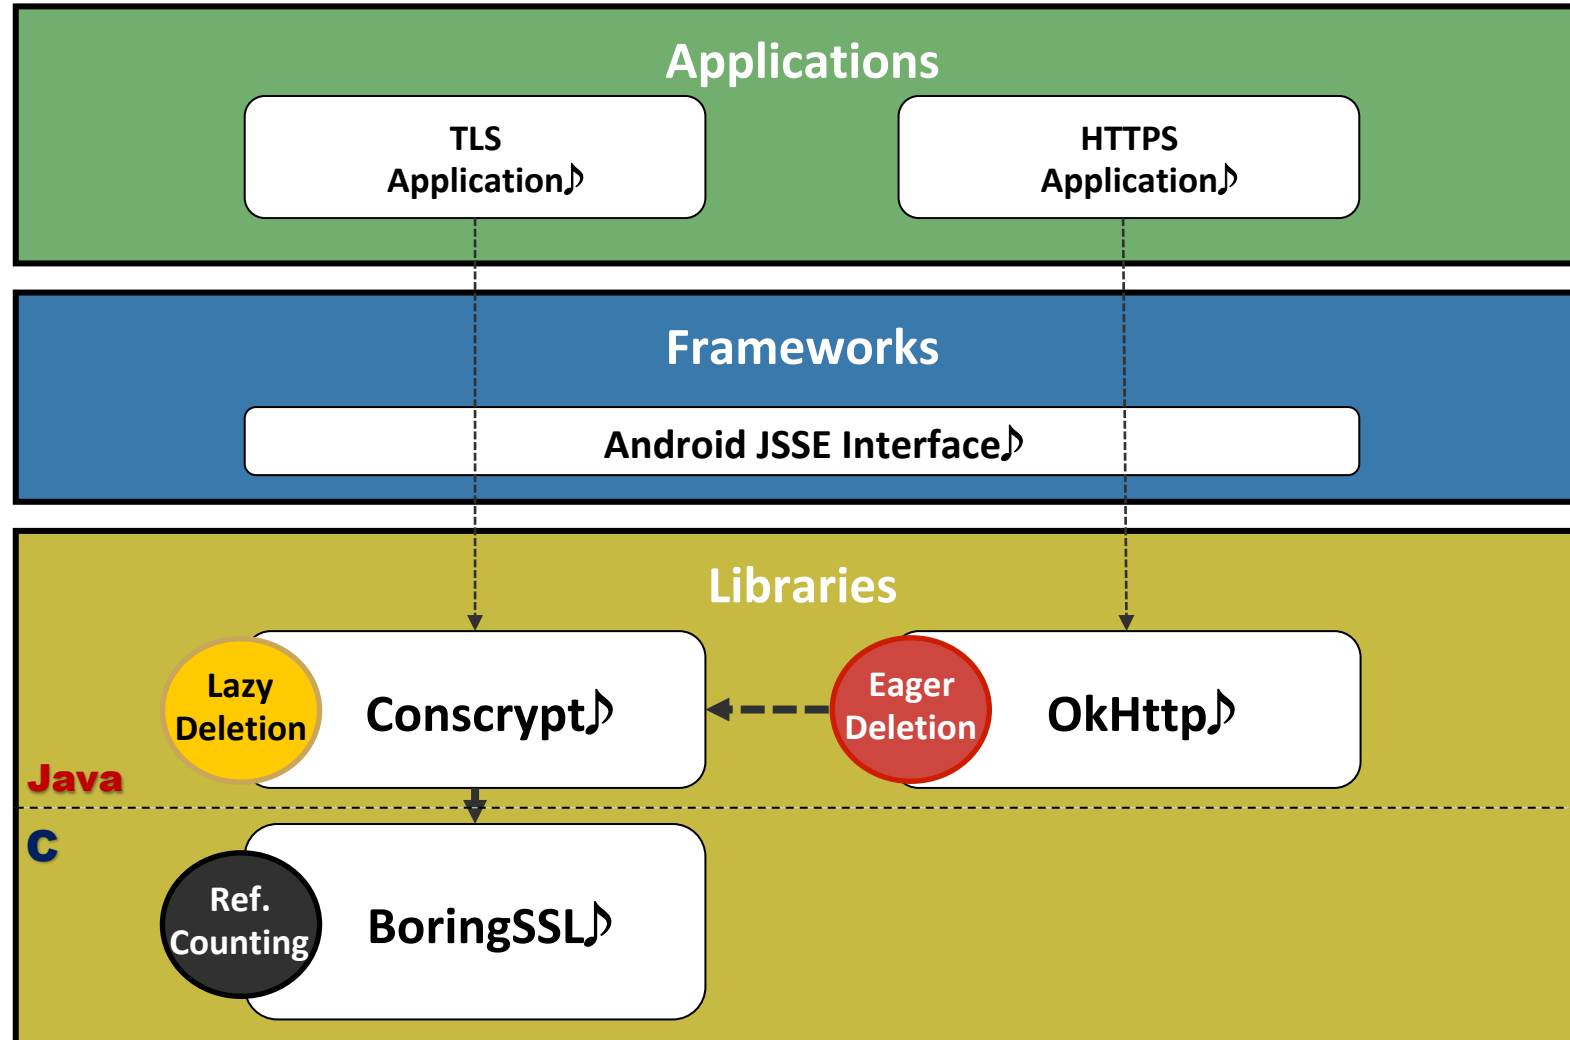 Applications
TLS
Application♪
HTTPS
Application♪
Frameworks
Android JSSE Interface♪
Libraries
Lazy
Deletion
Conscrypt♪
Eager
Deletion
OkHttp♪
Java
C
Ref.
Counting
BoringSSL♪